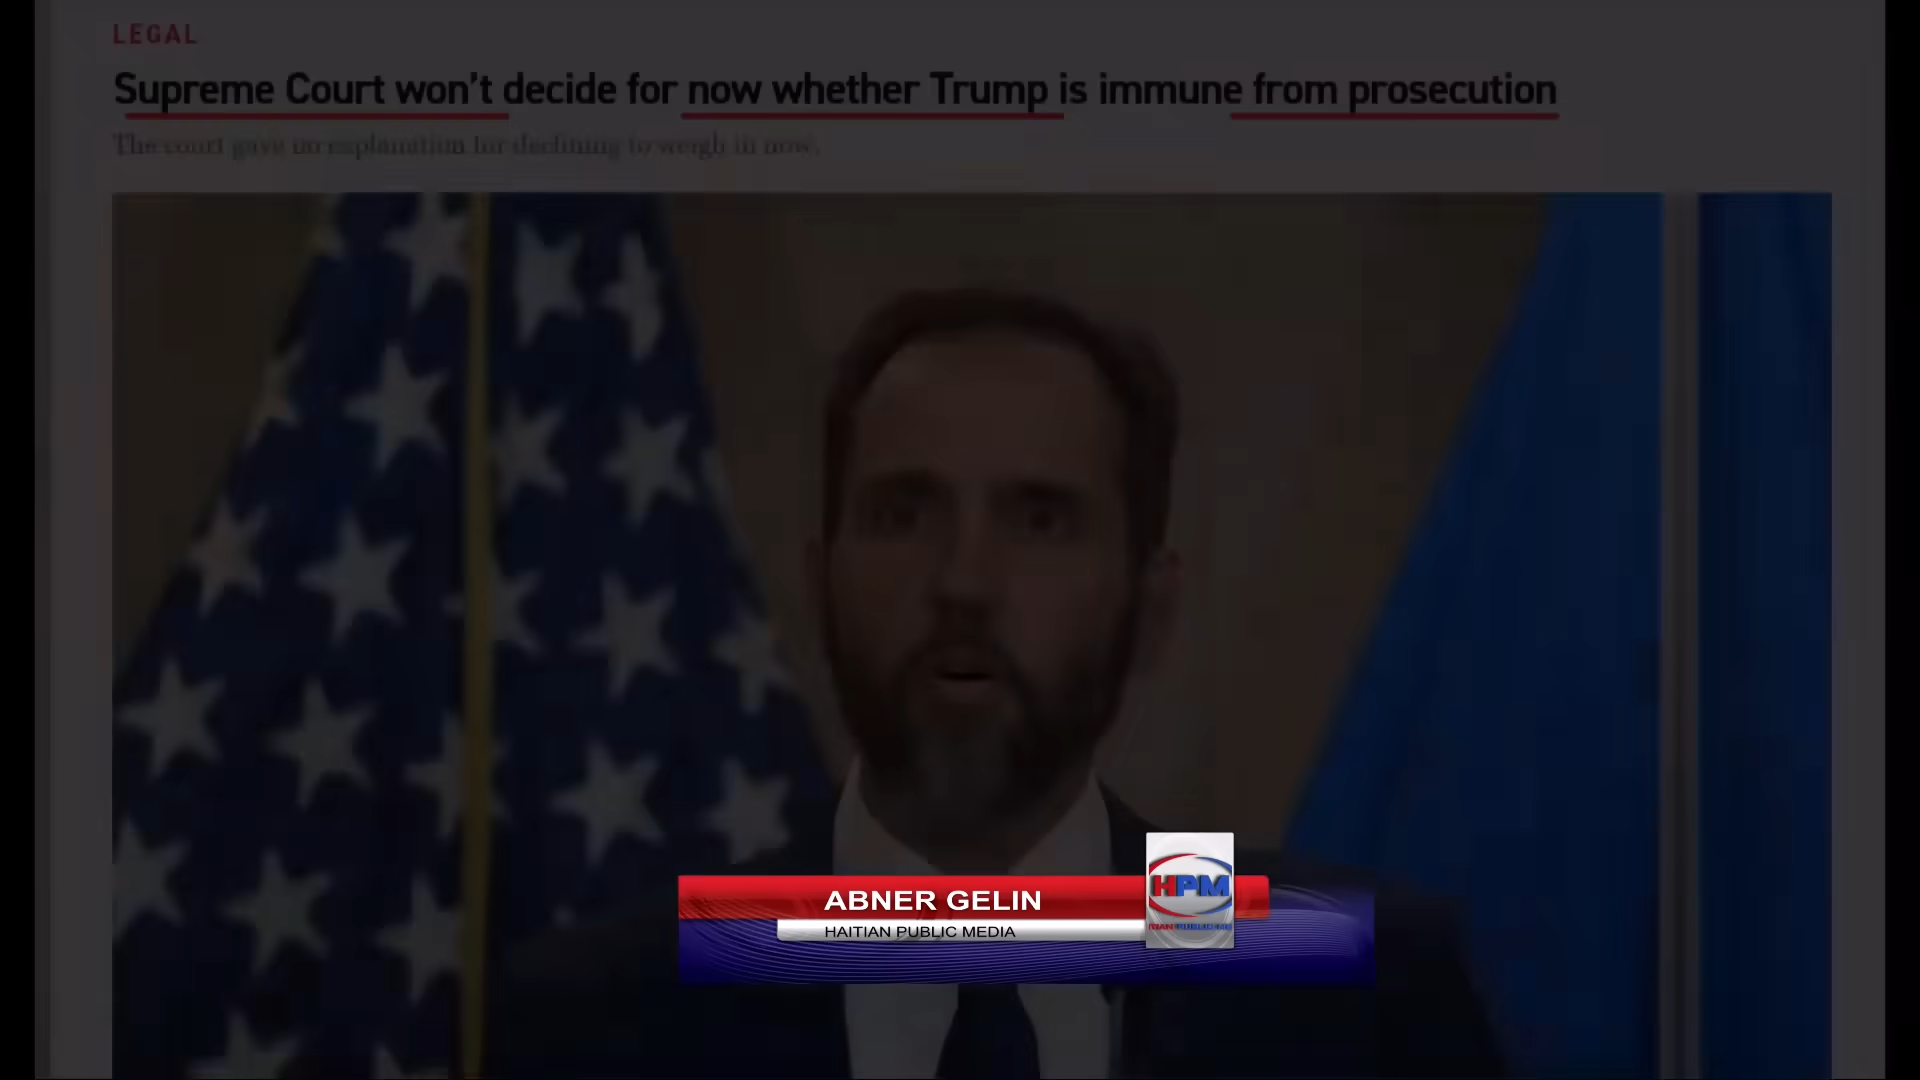 LEGAL
Supreme Court won't decide for now whether Trump is immune from prosecution
The court gave no explanation for declining to weigh in now.
ABNER GELIN
HPM
HAITIAN PUBLIC MEDIA